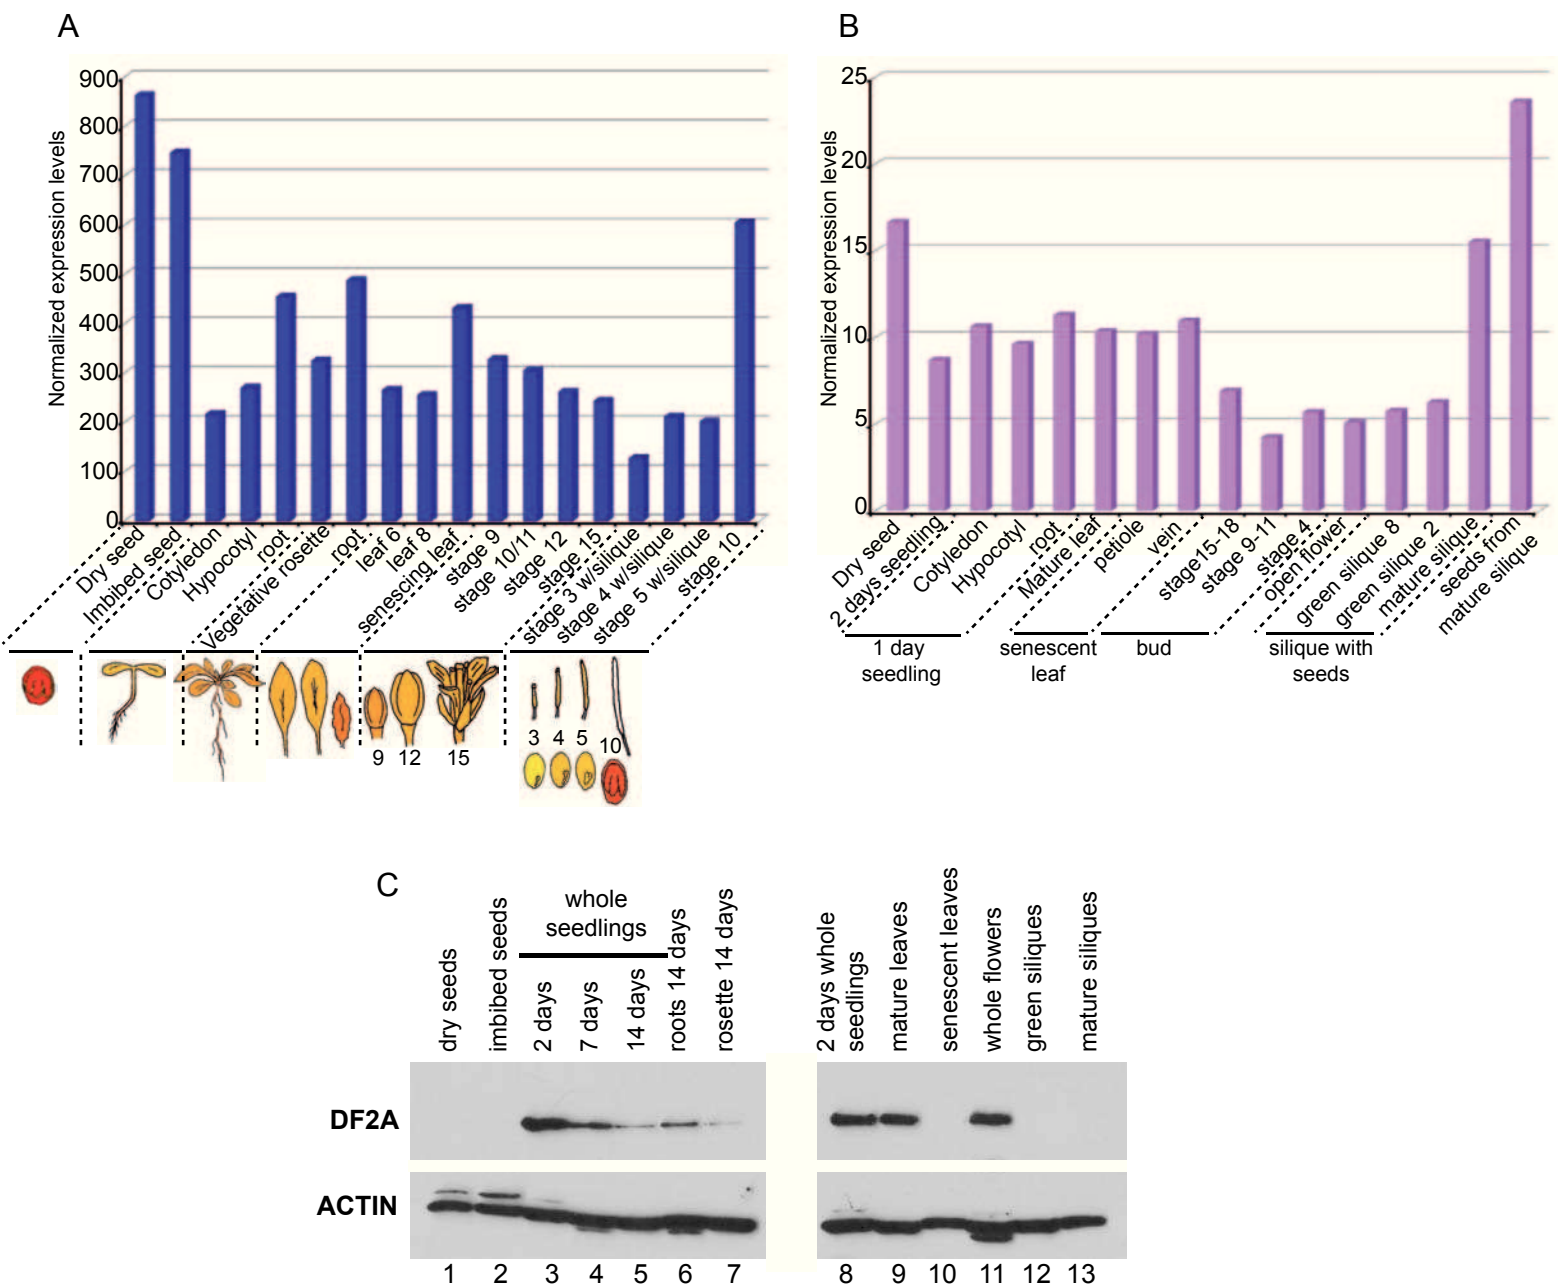 A
Normalized expression levels
900
800
700
600
500
400
300
200
100
0
Dry seed
Imbibed seed
Cotyledon
Hypocotyl
root
Vegetative rosette
root
leaf 6
leaf 8
senescing leaf
stage 9
stage 10/11
stage 12
stage 15
stage 3 w/silique
stage 4 w/silique
stage 5 w/silique
stage 10
9
12
15
3
4
5
10
B
Normalized expression levels
25
20
15
10
5
0
Dry seed
2 days seedling
Cotyledon
Hypocotyl
root
Mature leaf
petiole
vein
stage15-18
stage 9-11
stage 4
open flower
green silique 8
green silique 2
mature silique
seeds from
mature silique
1 day
seedling
senescent
leaf
bud
silique with
seeds
C
dry seeds
imbibed seeds
whole
seedlings
2 days
7 days
14 days
roots 14 days
rosette 14 days
2 days whole
seedlings
mature leaves
senescent leaves
whole flowers
green siliques
mature siliques
DF2A
ACTIN
1 2 3 4 5 6 7 8 9 10 11 12 13